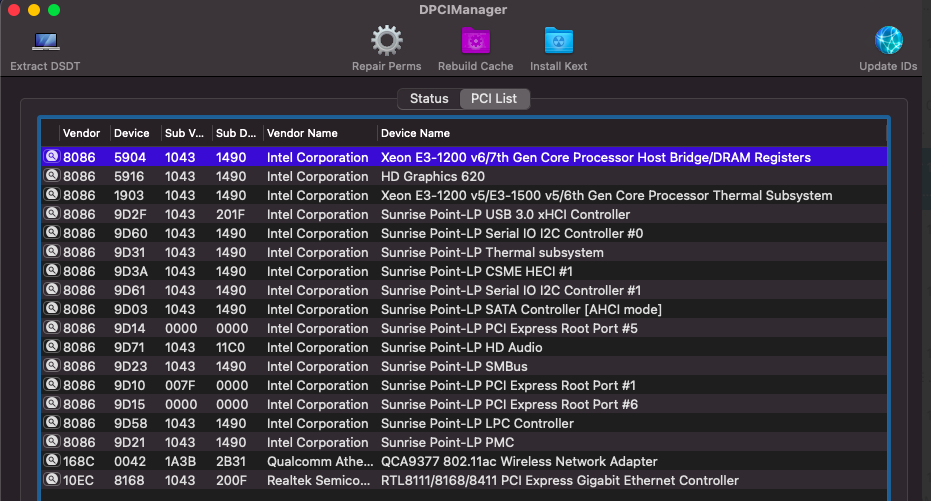 DPCIManager
Extract DSDT Repair Perms Rebuild Cache Install Kext Update IDs
Status PCI List
Vendor Device Sub V... Sub D... Vendor Name Device Name
8086 5904 1043 1490 Intel Corporation Xeon E3-1200 v6/7th Gen Core Processor Host Bridge/DRAM Registers
8086 5916 1043 1490 Intel Corporation HD Graphics 620
8086 1903 1043 1490 Intel Corporation Xeon E3-1200 v5/E3-1500 v5/6th Gen Core Processor Thermal Subsystem
8086 9D2F 1043 201F Intel Corporation Sunrise Point-LP USB 3.0 xHCI Controller
8086 9D60 1043 1490 Intel Corporation Sunrise Point-LP Serial IO I2C Controller #0
8086 9D31 1043 1490 Intel Corporation Sunrise Point-LP Thermal subsystem
8086 9D3A 1043 1490 Intel Corporation Sunrise Point-LP CSME HECI #1
8086 9D61 1043 1490 Intel Corporation Sunrise Point-LP Serial IO I2C Controller #1
8086 9D03 1043 1490 Intel Corporation Sunrise Point-LP SATA Controller [AHCI mode]
8086 9D14 0000 0000 Intel Corporation Sunrise Point-LP PCI Express Root Port #5
8086 9D71 1043 11C0 Intel Corporation Sunrise Point-LP HD Audio
8086 9D23 1043 1490 Intel Corporation Sunrise Point-LP SMBus
8086 9D10 007F 0000 Intel Corporation Sunrise Point-LP PCI Express Root Port #1
8086 9D15 0000 0000 Intel Corporation Sunrise Point-LP PCI Express Root Port #6
8086 9D58 1043 1490 Intel Corporation Sunrise Point-LP LPC Controller
8086 9D21 1043 1490 Intel Corporation Sunrise Point-LP PMC
168C 0042 1A3B 2B31 Qualcomm Athe... QCA9377 802.11ac Wireless Network Adapter
10EC 8168 1043 200F Realtek Semico... RTL8111/8168/8411 PCI Express Gigabit Ethernet Controller